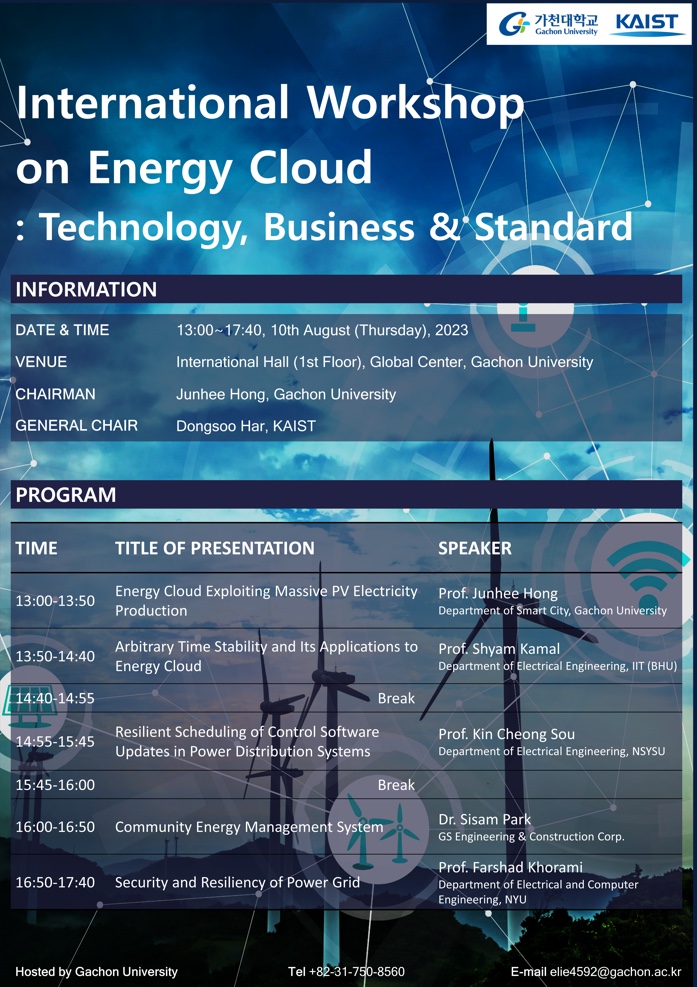 가천대학교
Gachon University
KAIST
International Workshop
on Energy Cloud
: Technology, Business & Standard
INFORMATION
DATE & TIME 13:00~17:40, 10th August (Thursday), 2023
VENUE International Hall (1st Floor), Global Center, Gachon University
CHAIRMAN Junhee Hong, Gachon University
GENERAL CHAIR Dongsoo Har, KAIST
PROGRAM
TIME TITLE OF PRESENTATION SPEAKER
13:00-13:50
Energy Cloud Exploiting Massive PV Electricity
Production
Prof. Junhee Hong
Department of Smart City, Gachon University
13:50-14:40
Arbitrary Time Stability and Its Applications to
Energy Cloud
Prof. Shyam Kamal
Department of Electrical Engineering, IIT (BHU)
14:40-14:55 Break
14:55-15:45
Resilient Scheduling of Control Software
Updates in Power Distribution Systems
Prof. Kin Cheong Sou
Department of Electrical Engineering, NSYSU
15:45-16:00 Break
16:00-16:50
Community Energy Management System
Dr. Sisam Park
GS Engineering & Construction Corp.
16:50-17:40
Security and Resiliency of Power Grid
Prof. Farshad Khorami
Department of Electrical and Computer
Engineering, NYU
Hosted by Gachon University Tel +82-31-750-8560 E-mail elie4592@gachon.ac.kr